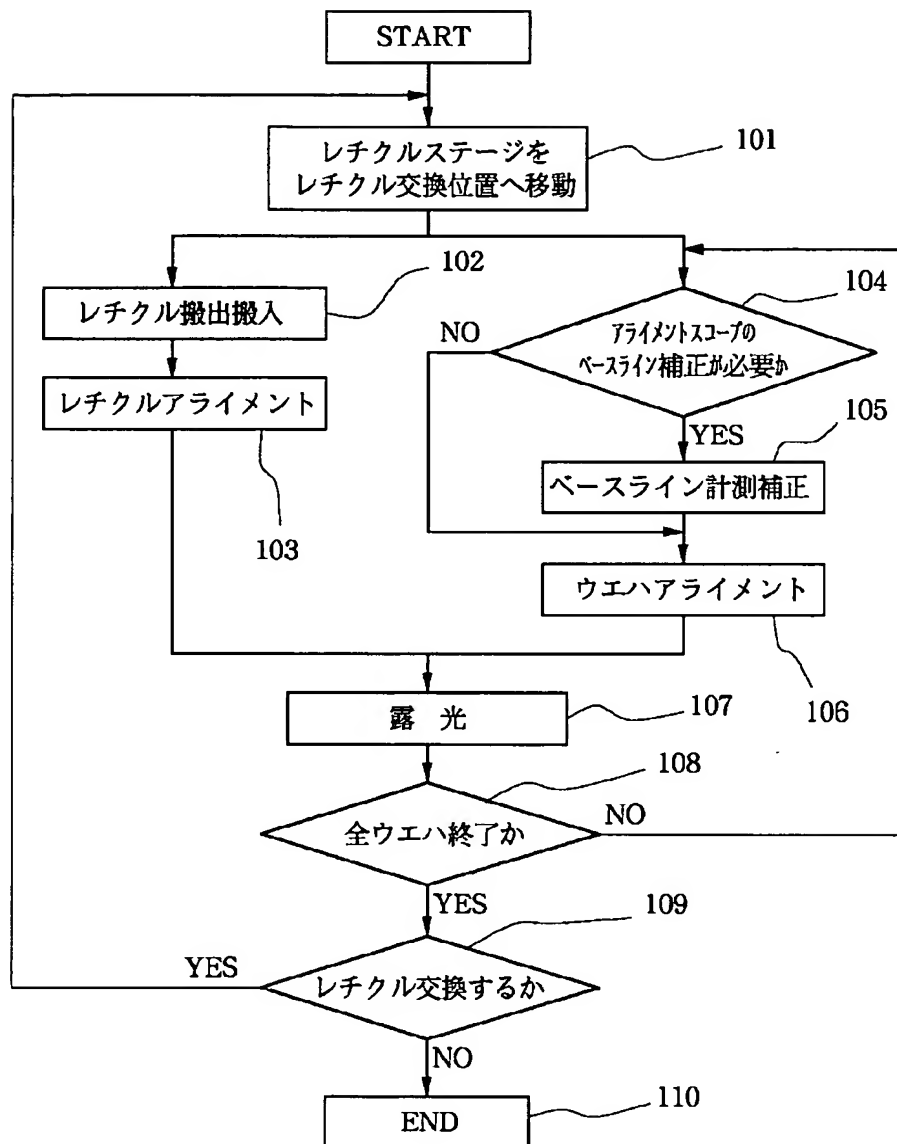 START
レチクルステージを
レチクル交換位置へ移動
101
レチクル搬出搬入
102
レチクルアライメント
103
アライメントスコープの
ベースライン補正が必要か
104
NO
YES
ベースライン計測補正
105
ウエハアライメント
106
露 光
107
全ウエハ終了か
108
NO
YES
レチクル交換するか
109
YES
NO
END
110